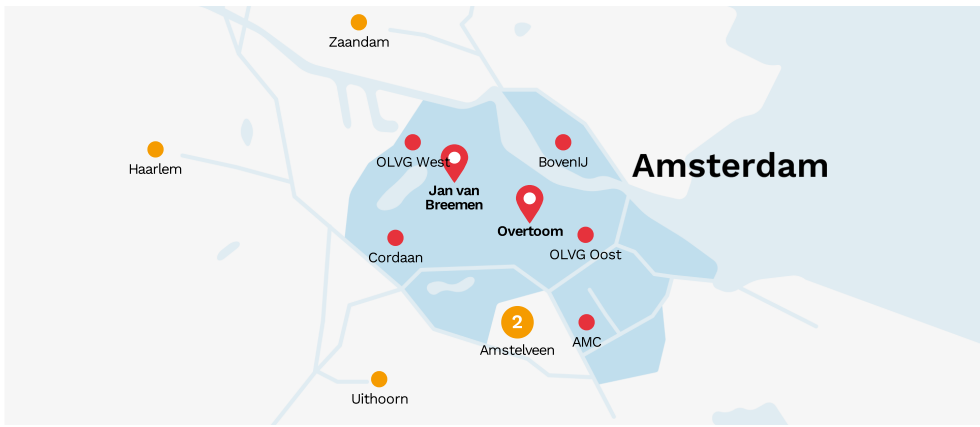 Zaandam
Haarlem
OLVG West
BovenIJ
Amsterdam
Jan van
Breemen
Overtoom
Cordaan
OLVG Oost
2
Amstelveen
AMC
Uithoorn